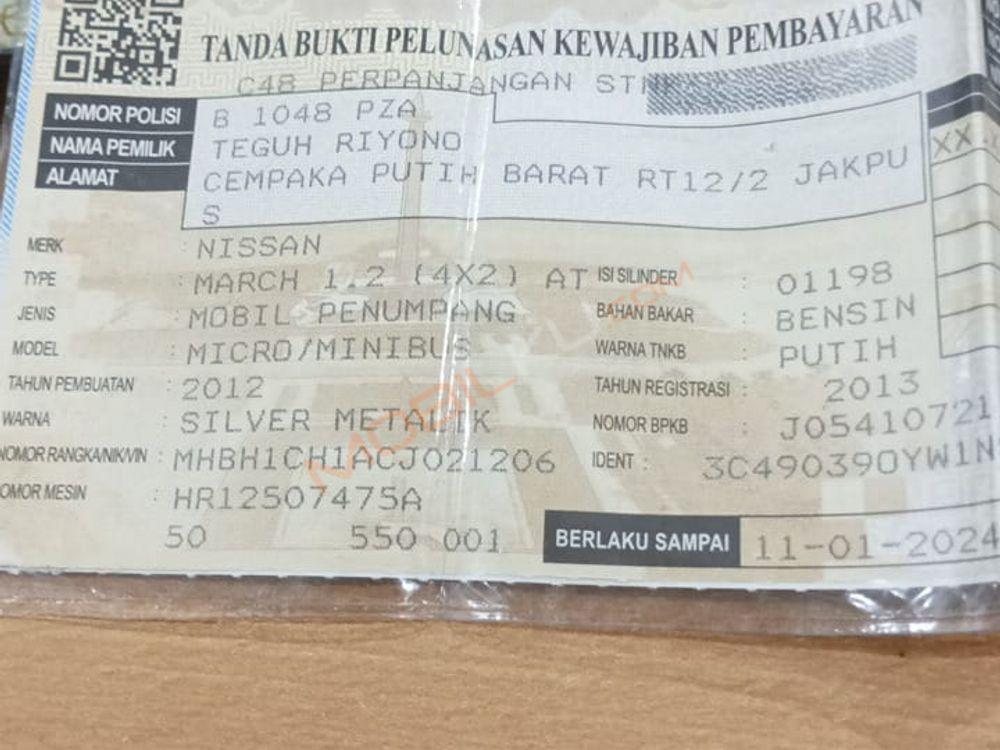 TANDA BUKTI PELUNASAN KEWAJIBAN PEMBAYARAN
C48 PERPANJANGAN
NOMOR POLISI B 1048 PZA
NAMA PEMILIK TEGUH RIYONO
ALAMAT CEMPAKA PUTIH BARAT RT12/2 JAKPU
S
XX
MERK : NISSAN
TYPE : MARCH 1.2 (4X2) AT ISI SILINDER : 01198
JENIS : MOBIL PENUMPANG BAHAN BAKAR : BENSIN
MODEL : MICRO/MINIBUS WARNA TNKB : PUTIH
TAHUN PEMBUATAN : 2012 TAHUN REGISTRASI : 2013
WARNA : SILVER METALIK NOMOR BPKB : J05410721
NOMOR RANGKA/NIK/VIN : MHBH1CH1ACJ021206 IDENT : 3C490390YW1N
OMOR MESIN : HR12507475A
50 550 001 BERLAKU SAMPAI 11-01-2024